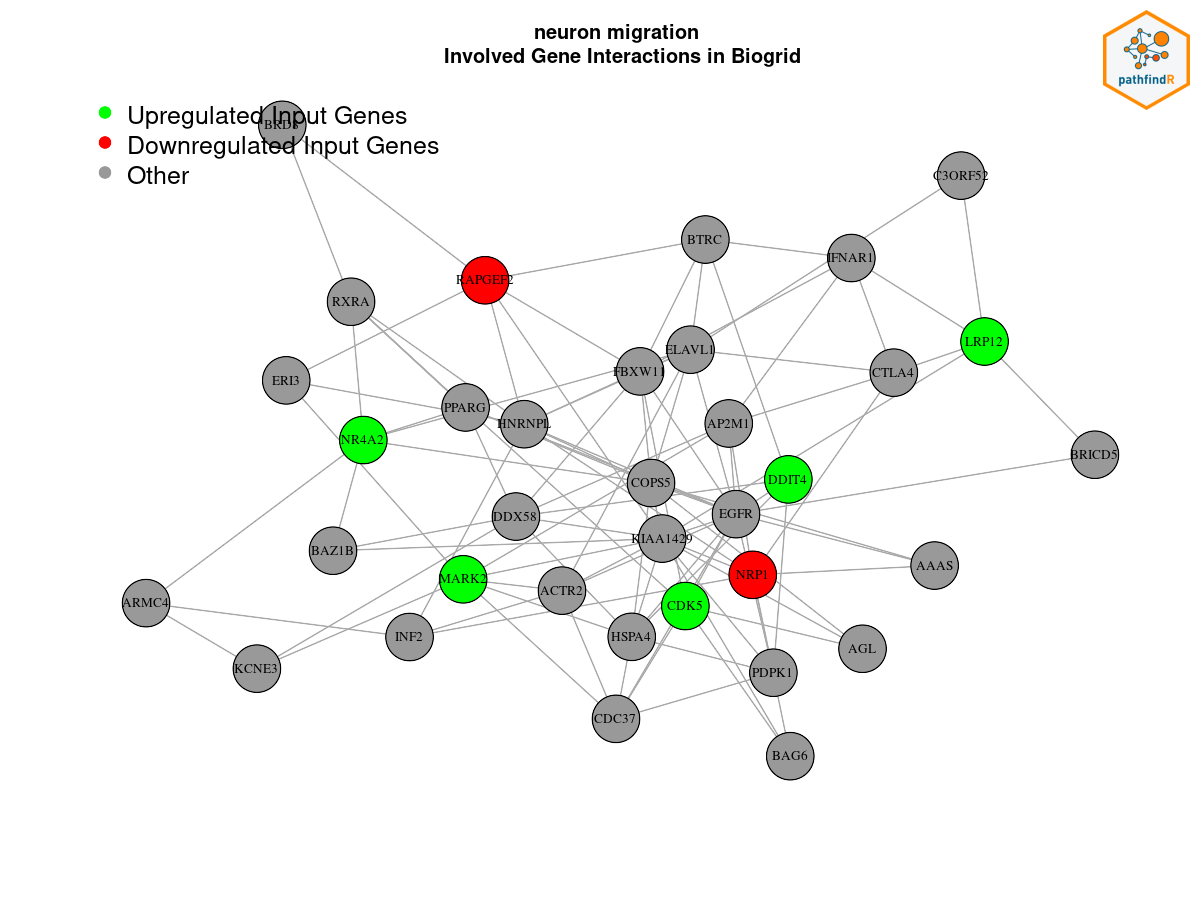 neuron migration
Involved Gene Interactions in Biogrid
pathfindR
Upregulated Input Genes
BRD8
Downregulated Input Genes
Other
C3ORF52
BTRC
IFNAR1
RAPGEF2
RXRA
LRP12
ELAVL1
FBXW11
CTLA4
ERI3
PPARG
HNRNPL
AP2M1
NR4A2
BRICD5
COPS5
DDIT4
DDX58
EGFR
KIAA1429
BAZ1B
AAAS
NRP1
MARK2
ACTR2
ARMC4
CDK5
INF2
HSPA4
AGL
KCNE3
PDPK1
CDC37
BAG6